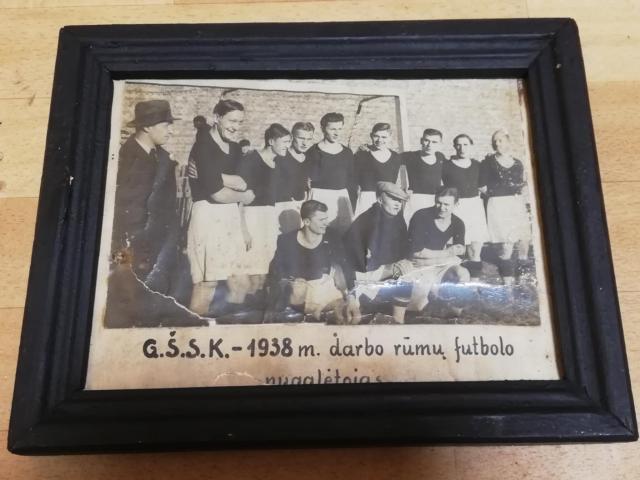 G.Š.S.K. - 1938 m. darbo rūmų futbolo
nugalėtojas